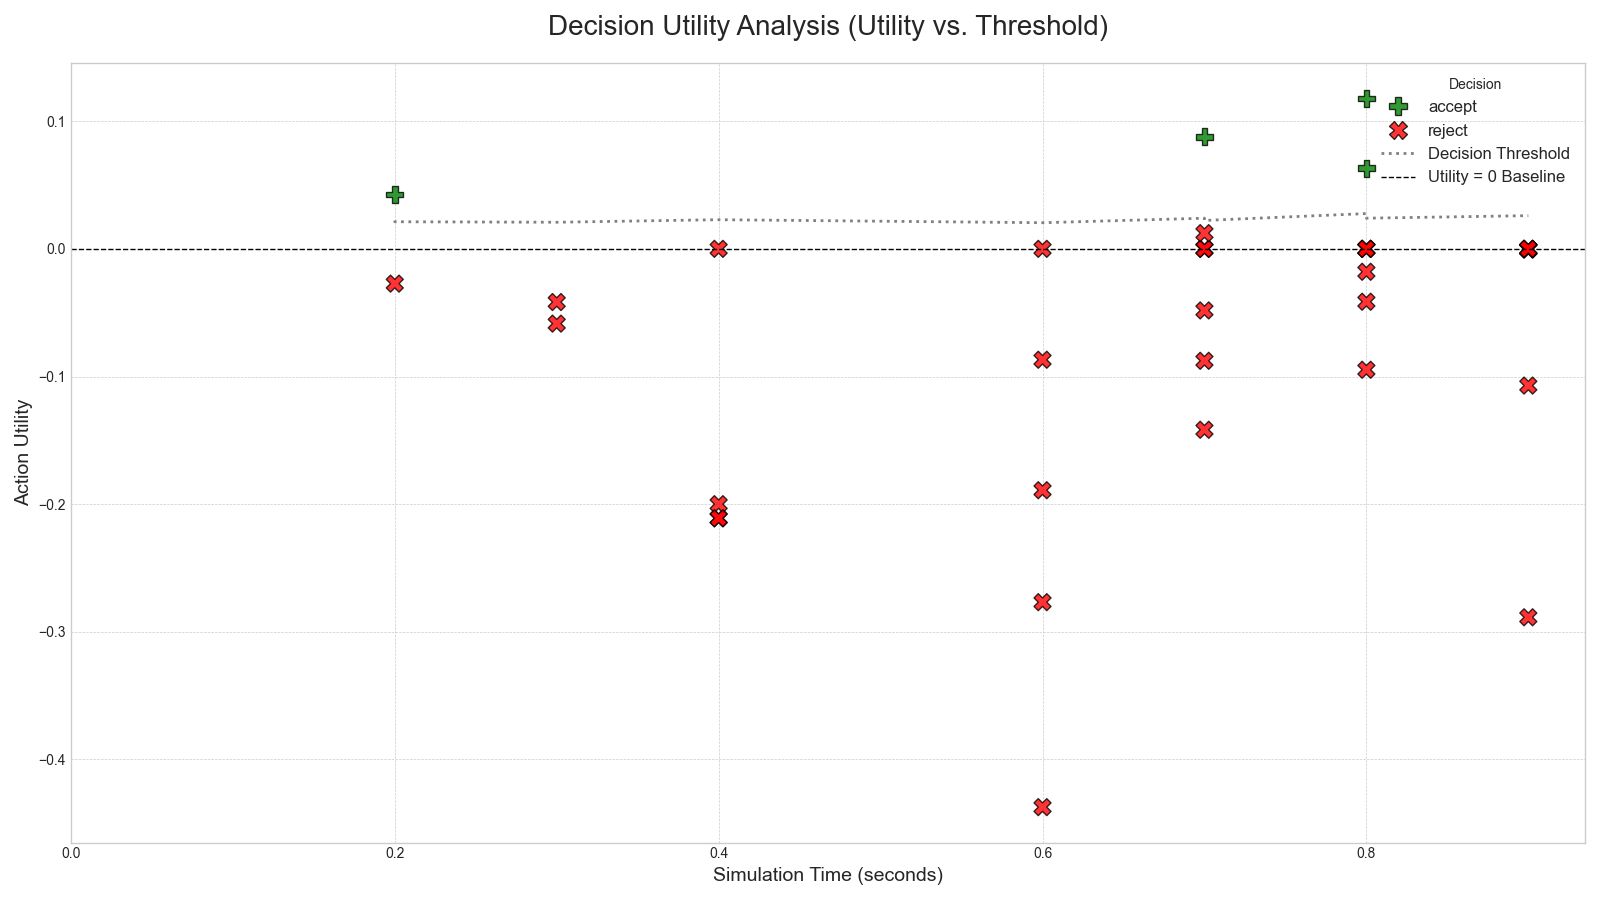 Decision Utility Analysis (Utility vs. Threshold)
Decision
accept
reject
Decision Threshold
Utility = 0 Baseline
Action Utility
0.1
0.0
−0.1
−0.2
−0.3
−0.4
0.0
0.2
0.4
0.6
0.8
Simulation Time (seconds)